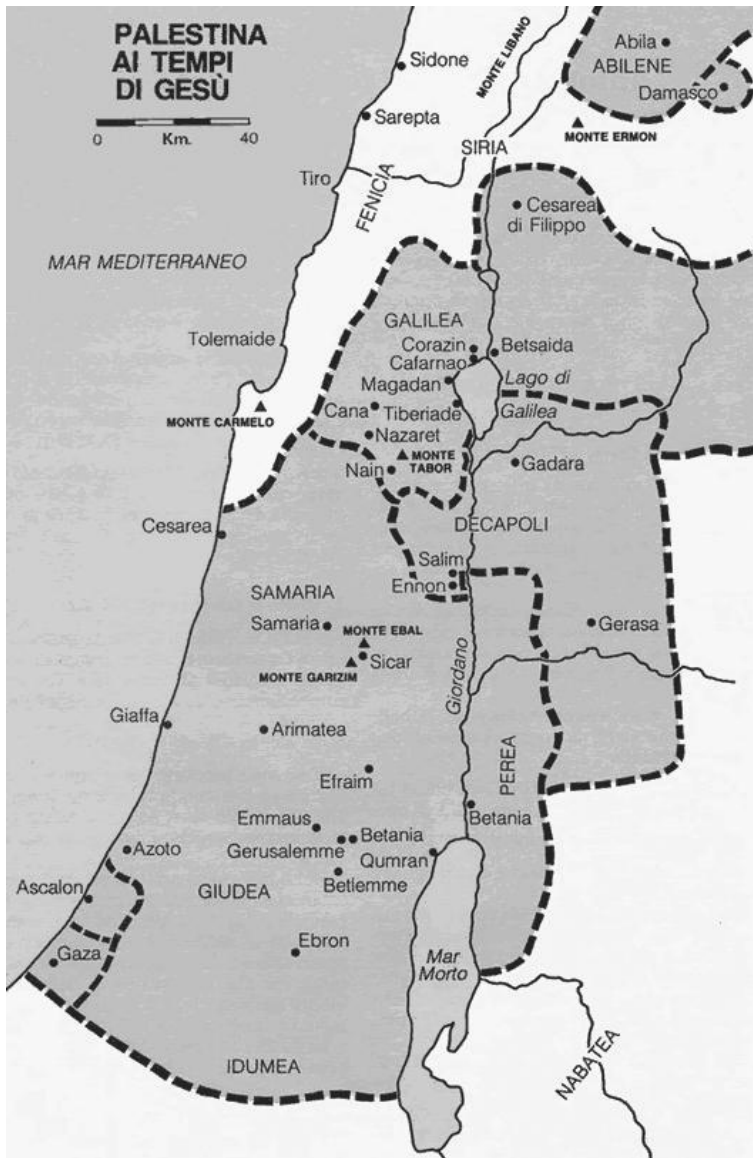 PALESTINA
AI TEMPI
DI GESÙ
0 Km. 40
Sidone
MONTE LIBANO
Abila
ABILENE
Damasco
Sarepta
MONTE ERMON
SIRIA
Tiro
FENICIA
Cesarea
di Filippo
MAR MEDITERRANEO
GALILEA
Tolemaide
Corazin
Betsaida
Cafarnao
Magadan
Lago di
Galilea
Cana
Tiberiade
MONTE CARMELO
Nazaret
MONTE
TABOR
Nain
Gadara
Cesarea
DECAPOLI
Salim
Ennon
SAMARIA
Samaria
MONTE EBAL
Sicar
MONTE GARIZIM
Gerasa
Giordano
Giaffa
Arimatea
Efraim
PEREA
Betania
Emmaus
Gerusalemme
Betania
Qumran
Azoto
Betlemme
Ascalon
GIUDEA
Gaza
Ebron
Mar
Morto
IDUMEA
NABATEA